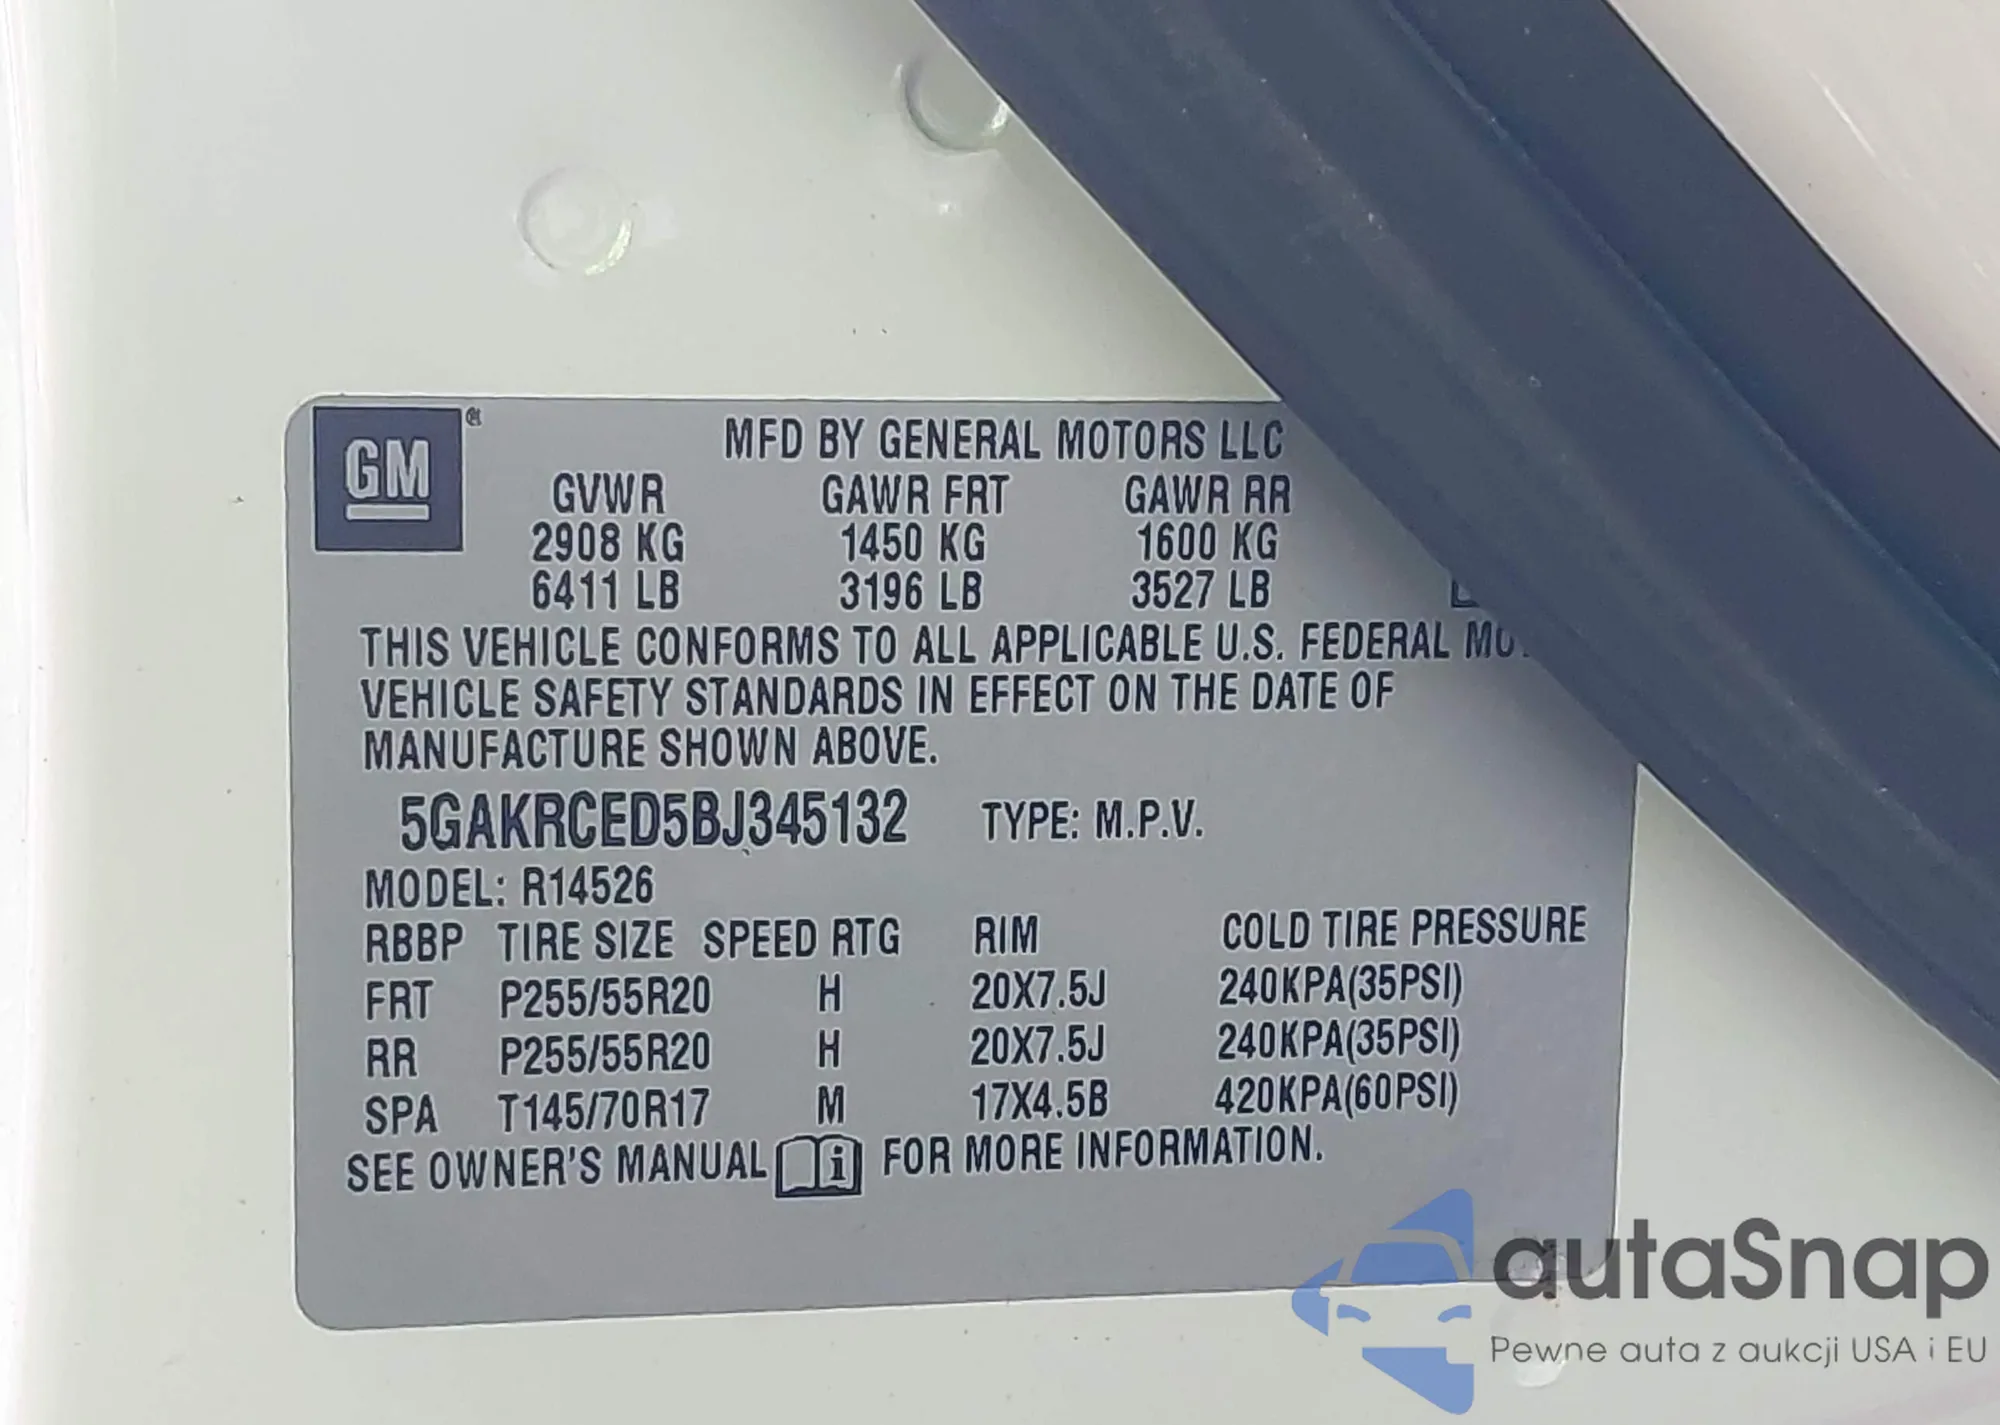 GM®
MFD BY GENERAL MOTORS LLC
GVWR GAWR FRT GAWR RR
2908 KG 1450 KG 1600 KG
6411 LB 3196 LB 3527 LB
THIS VEHICLE CONFORMS TO ALL APPLICABLE U.S. FEDERAL
VEHICLE SAFETY STANDARDS IN EFFECT ON THE DATE OF
MANUFACTURE SHOWN ABOVE.
5GAKRCED5BJ345132 TYPE: M.P.V.
MODEL: R14526
RBBP TIRE SIZE SPEED RTG RIM COLD TIRE PRESSURE
FRT P255/55R20 H 20X7.5J 240KPA(35PSI)
RR P255/55R20 H 20X7.5J 240KPA(35PSI)
SPA T145/70R17 M 17X4.5B 420KPA(60PSI)
SEE OWNER'S MANUAL i FOR MORE INFORMATION.
autaSnap
Pewne auta z aukcji USA i EU